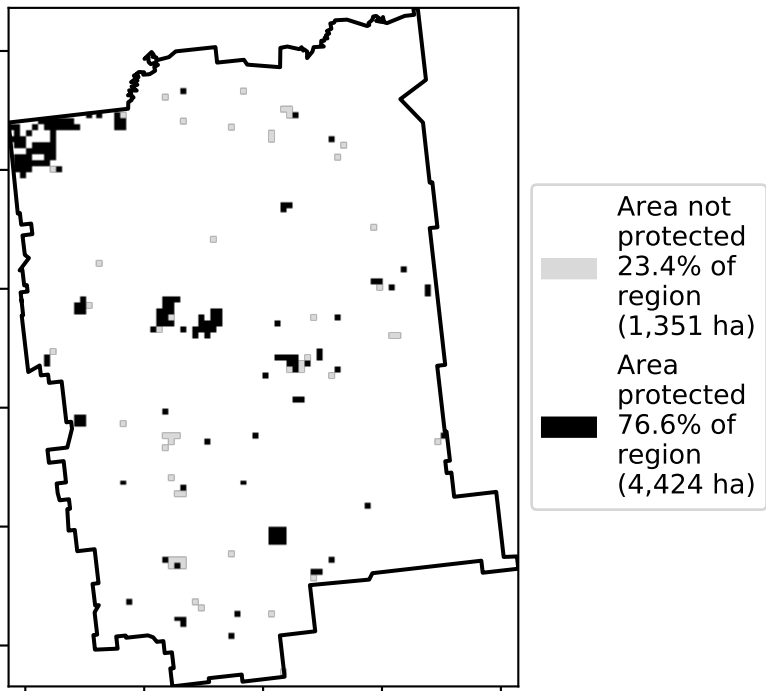 Area not
protected
23.4% of
region
(1,351 ha)
Area
protected
76.6% of
region
(4,424 ha)